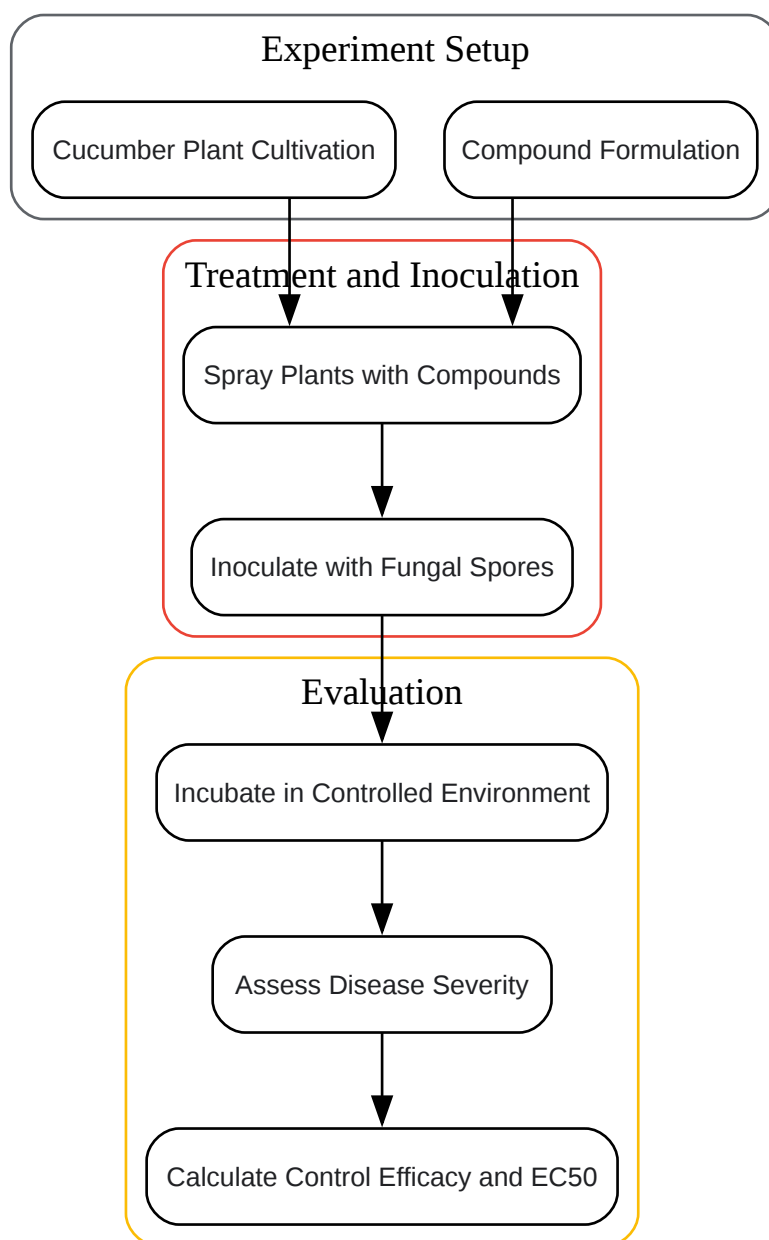 Experiment Setup
Cucumber Plant Cultivation
Compound Formulation
Treatment and Inoculation
Spray Plants with Compounds
Inoculate with Fungal Spores
Evaluation
Incubate in Controlled Environment
Assess Disease Severity
Calculate Control Efficacy and EC50